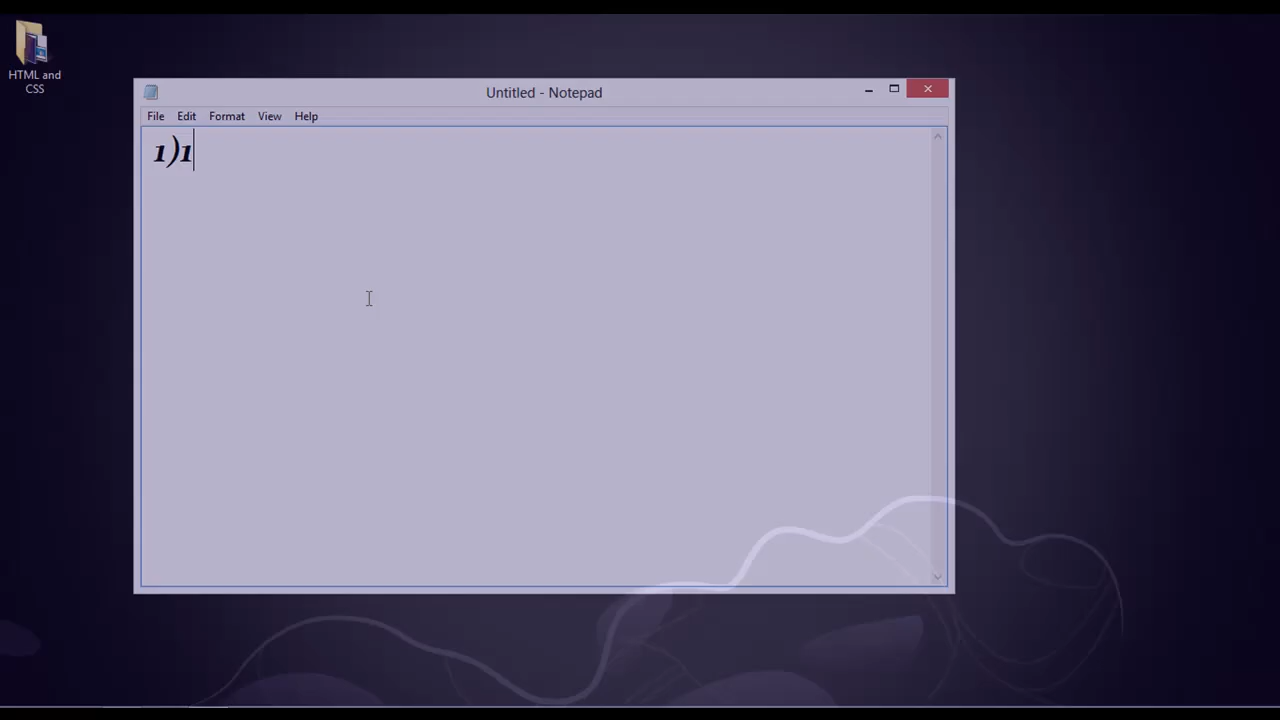 HTML and
CSS
Untitled - Notepad
File Edit Format View Help
1)1